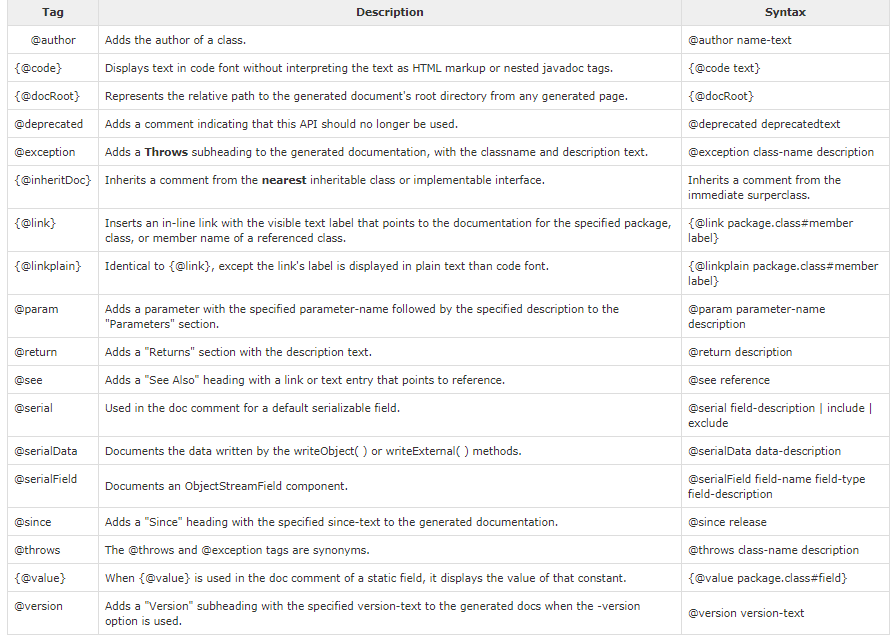 Tag Description Syntax
@author Adds the author of a class. @author name-text
{@code} Displays text in code font without interpreting the text as HTML markup or nested javadoc tags. {@code text}
{@docRoot} Represents the relative path to the generated document's root directory from any generated page. {@docRoot}
@deprecated Adds a comment indicating that this API should no longer be used. @deprecated deprecatedtext
@exception Adds a Throws subheading to the generated documentation, with the classname and description text. @exception class-name description
{@inheritDoc} Inherits a comment from the nearest inheritable class or implementable interface. Inherits a comment from the
immediate surperclass.
{@link} Inserts an in-line link with the visible text label that points to the documentation for the specified package, {@link package.class#member
class, or member name of a referenced class. label}
{@linkplain} Identical to {@link}, except the link's label is displayed in plain text than code font. {@linkplain package.class#member
label}
@param Adds a parameter with the specified parameter-name followed by the specified description to the @param parameter-name
"Parameters" section. description
@return Adds a "Returns" section with the description text. @return description
@see Adds a "See Also" heading with a link or text entry that points to reference. @see reference
@serial Used in the doc comment for a default serializable field. @serial field-description | include |
exclude
@serialData Documents the data written by the writeObject( ) or writeExternal( ) methods. @serialData data-description
@serialField Documents an ObjectStreamField component. @serialField field-name field-type
field-description
@since Adds a "Since" heading with the specified since-text to the generated documentation. @since release
@throws The @throws and @exception tags are synonyms. @throws class-name description
{@value} When {@value} is used in the doc comment of a static field, it displays the value of that constant. {@value package.class#field}
@version Adds a "Version" subheading with the specified version-text to the generated docs when the -version @version version-text
option is used.